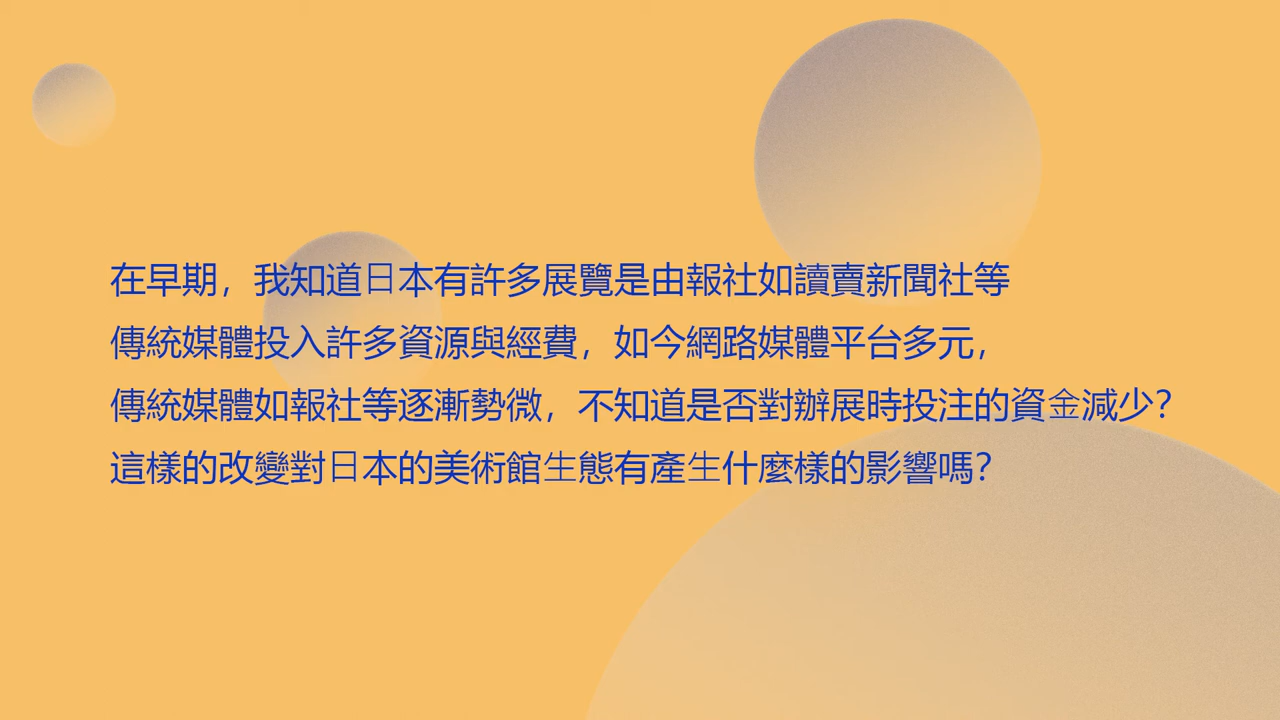 在早期，我知道日本有許多展覽是由報社如讀賣新聞社等
傳統媒體投入許多資源與經費，如今網路媒體平台多元，
傳統媒體如報社等逐漸勢微，不知道是否對辦展時投注的資金減少？
這樣的改變對日本的美術館生態有產生什麼樣的影響嗎？